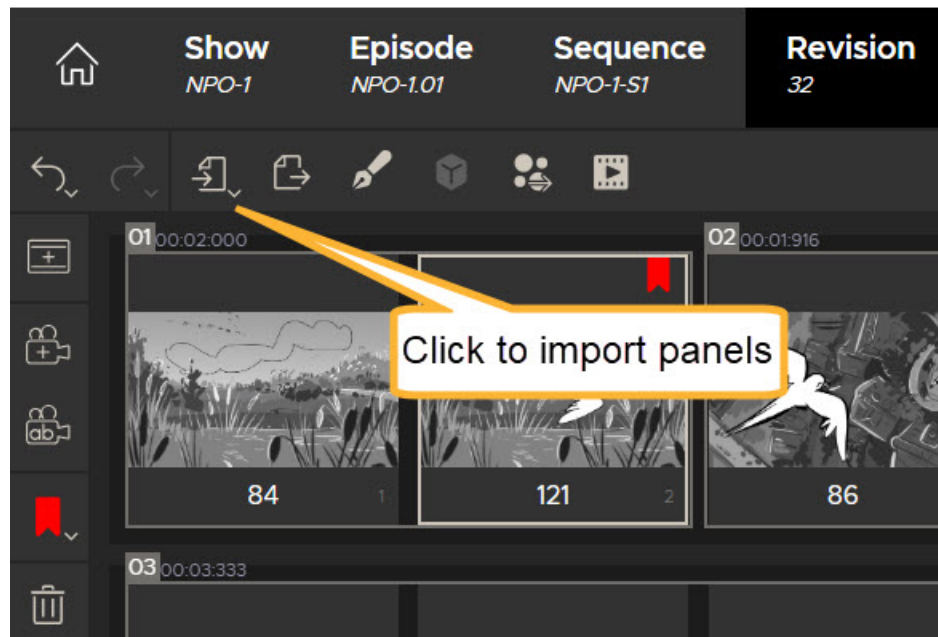 Show Episode Sequence Revision
NPO-1 NPO-1.01 NPO-1-S1 32
01 00:02:000 02 00:01:916
Click to import panels
ab
84 1 121 2 86
03 00:03:333